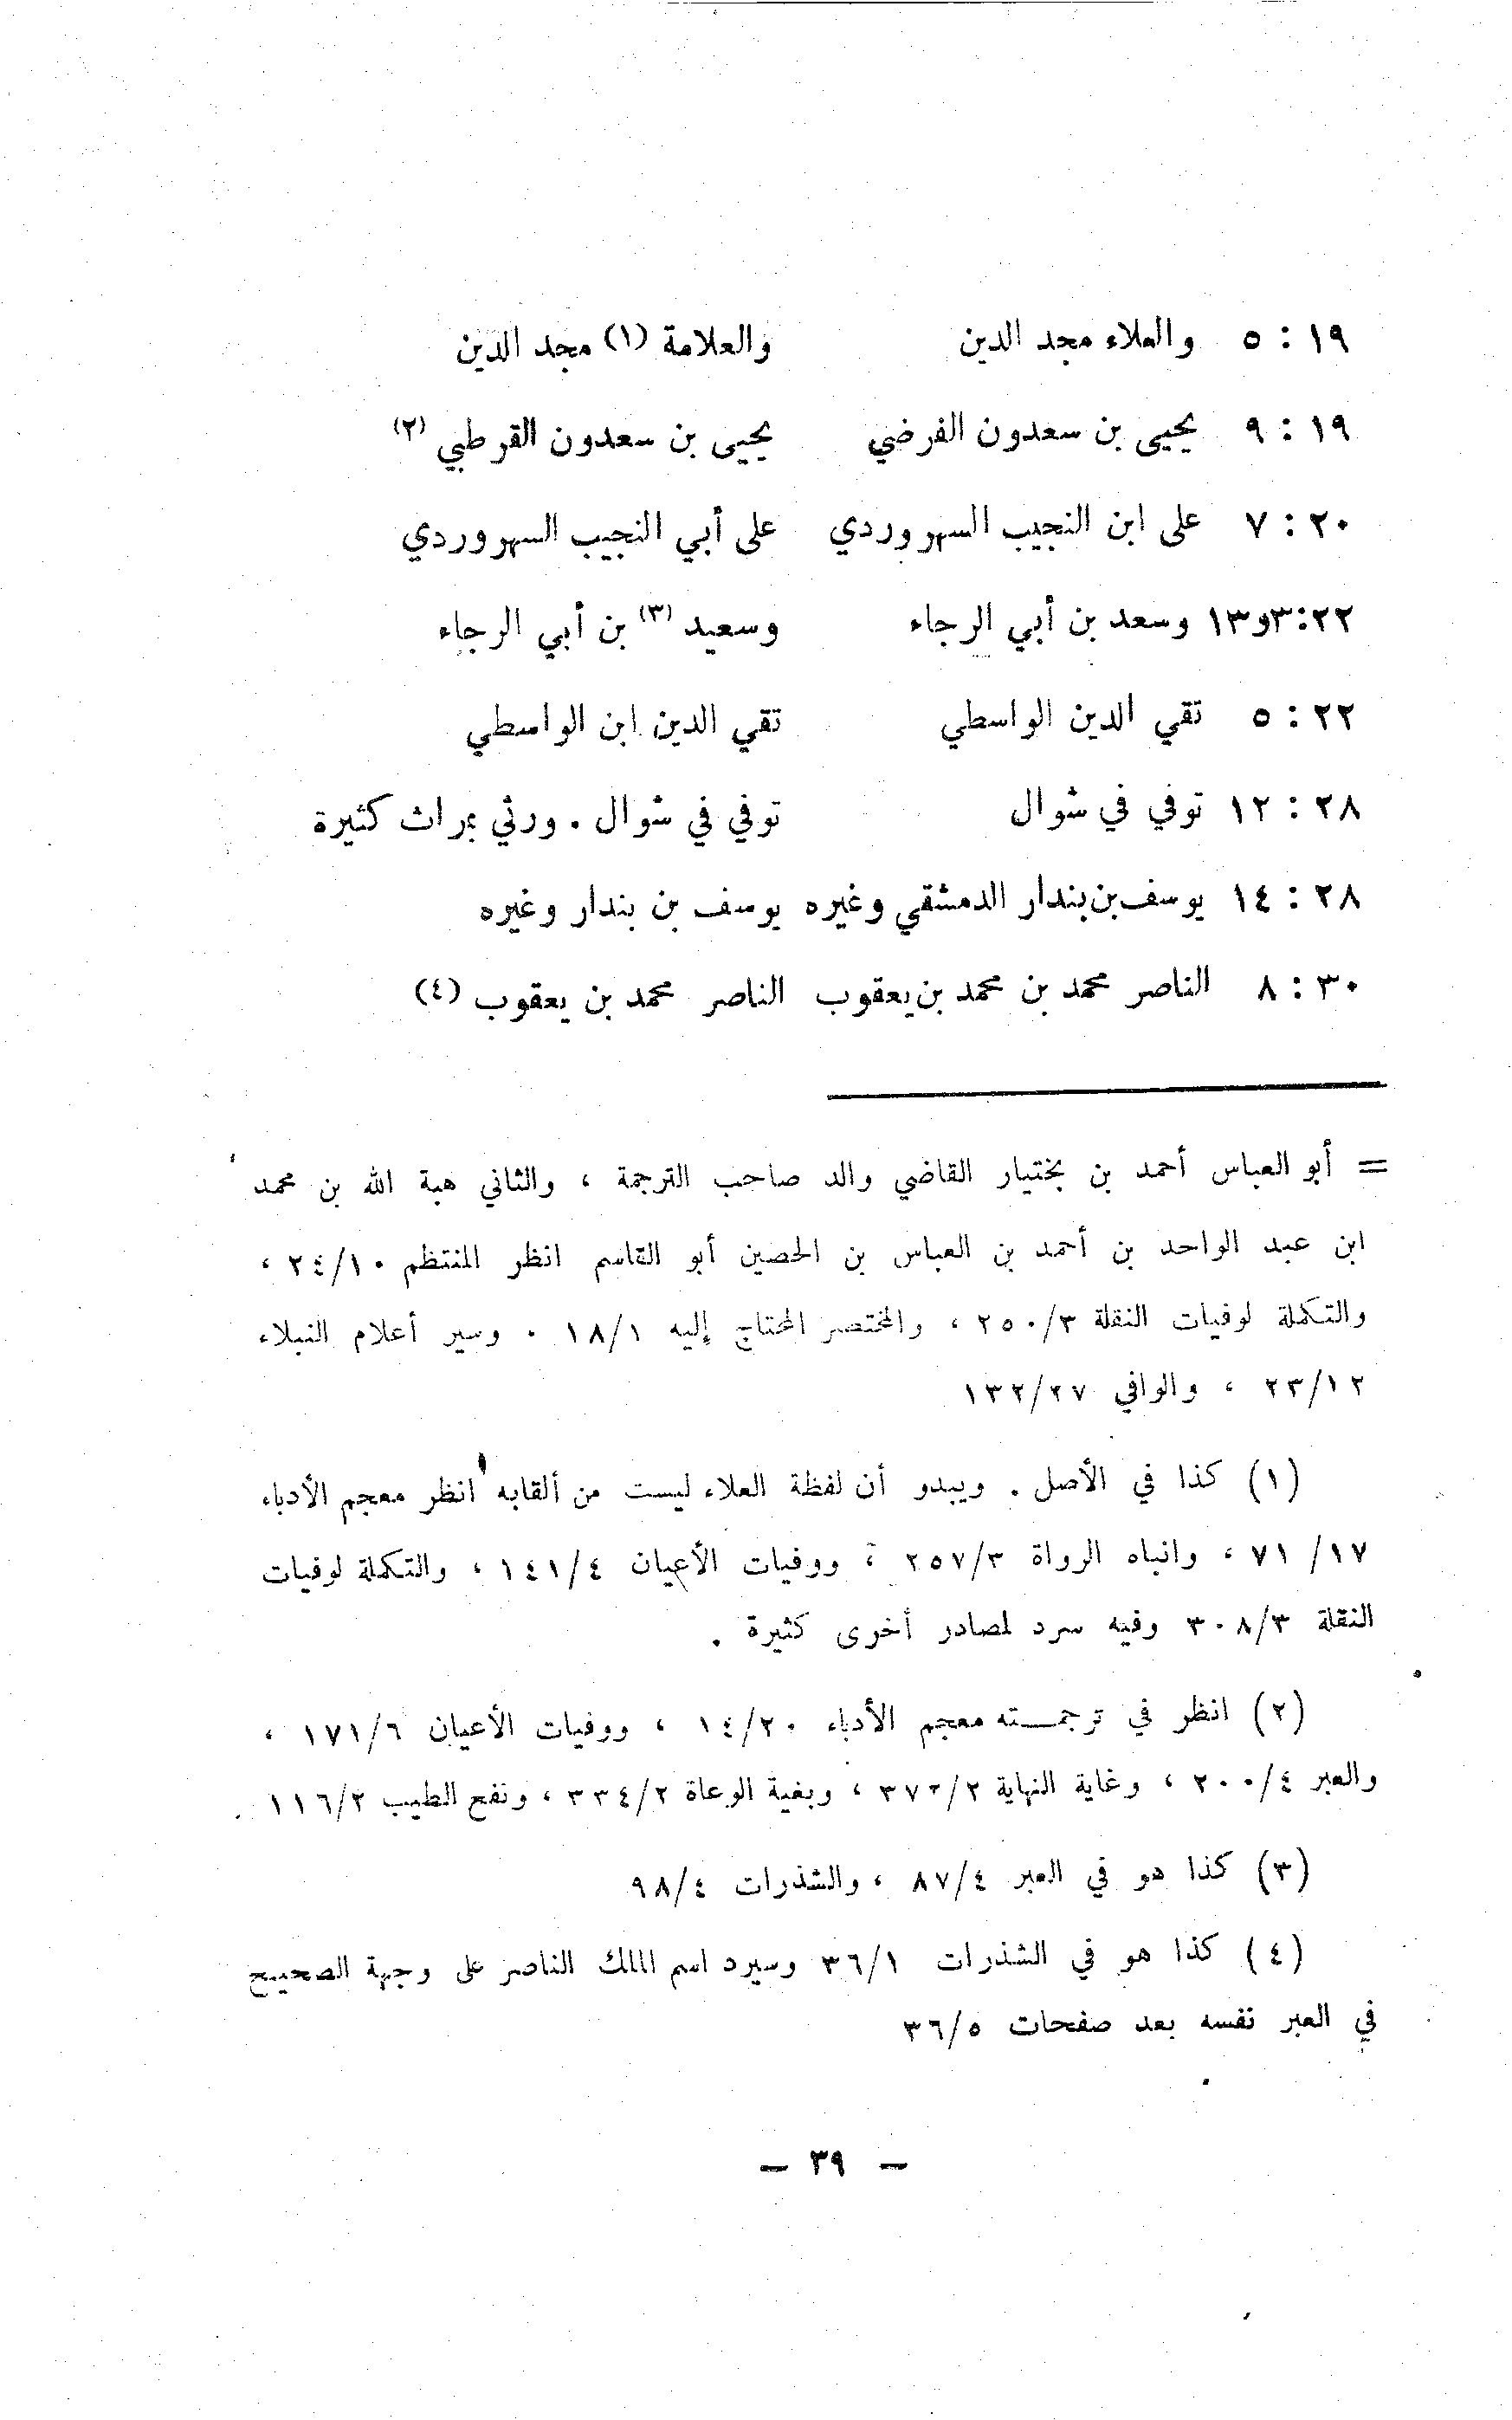 ١٩ : ٥ والعلاء مجد الدين والعلامة (١) مجد الدين
١٩ : ٩ يحيى بن سعدون الفرضي يحيى بن سعدون القرطبي (٢)
٢٠ : ٧ على ابن النجيب السهروردي على أبي النجيب السهروردي
٢٢:٣و١٣ وسعد بن أبي الرجاء وسعيد (٣) بن أبي الرجاء
٢٢ : ٥ تقي الدين الواسطي تقي الدين ابن الواسطي
٢٨ : ١٢ توفي في شوال توفي في شوال . ورثي بمراث كثيرة
٢٨ : ١٤ يوسف بن بندار الدمشقي وغيره يوسف بن بندار وغيره
٣٠ : ٨ الناصر محمد بن محمد بن يعقوب الناصر محمد بن يعقوب (٤)
= أبو العباس أحمد بن بختيار القاضي والد صاحب الترجمة ، والثاني هبة الله بن محمد
ابن عبد الواحد بن أحمد بن العباس بن الحصين أبو القاسم انظر المنتظم ٢٤/١٠ ،
والتكملة لوفيات النقلة ٢٥٠/٣ ، والمختصر المحتاج إليه ١٨/١ . وسير أعلام النبلاء
٢٣/١٢ ، والوافي ١٣٢/٢٧
(١) كذا في الأصل . ويبدو أن لفظة العلاء ليست من ألقابه انظر معجم الأدباء
٧١/١٧ ، وانباه الرواة ٢٥٧/٣ ، ووفيات الأعيان ١٤١/٤ ، والتكملة لوفيات
النقلة ٣٠٨/٣ وفيه سرد لمصادر أخرى كثيرة .
(٢) انظر في ترجمـــته معجم الأدباء ١٤/٢٠ ، ووفيات الأعيان ١٧١/٦ ،
والعبر ٢٠٠/٤ ، وغاية النهاية ، وبغية الوعاة ٣٣٤/٢ ، ونفح الطيب ١١٦/٢ .
(٣) كذا هو في العبر ٨٧/٤ ، والشذرات ٩٨/٤
(٤) كذا هو في الشذرات ٣٦/١ وسيرد اسم الملك الناصر على وجهة الصحيح
في العبر نفسه بعد صفحات ٣٦/٥
— ٣٩ —